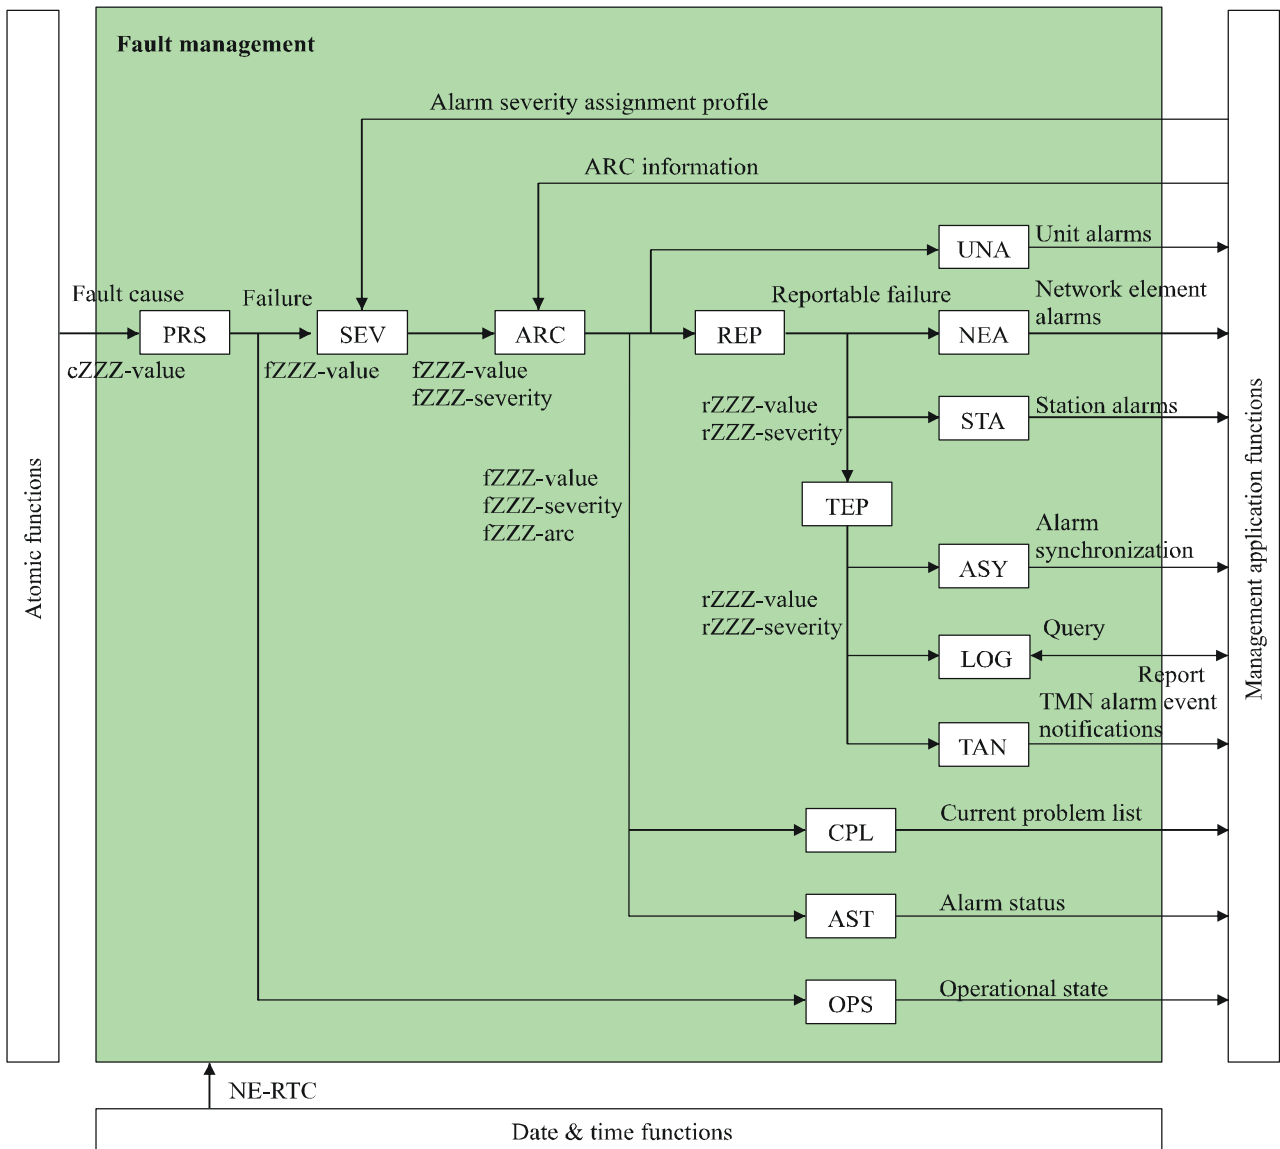 Fault management
Alarm severity assignment profile
ARC information
UNA
Unit alarms
Fault cause
Failure
Reportable failure
Network element
alarms
PRS
SEV
ARC
REP
NEA
cZZZ-value
fZZZ-value
fZZZ-value
fZZZ-severity
rZZZ-value
rZZZ-severity
STA
Station alarms
fZZZ-value
fZZZ-severity
fZZZ-arc
TEP
Alarm
synchronization
ASY
rZZZ-value
rZZZ-severity
Query
LOG
Report
TMN alarm event
notifications
TAN
CPL
Current problem list
AST
Alarm status
OPS
Operational state
Atomic functions
Management application functions
NE-RTC
Date & time functions